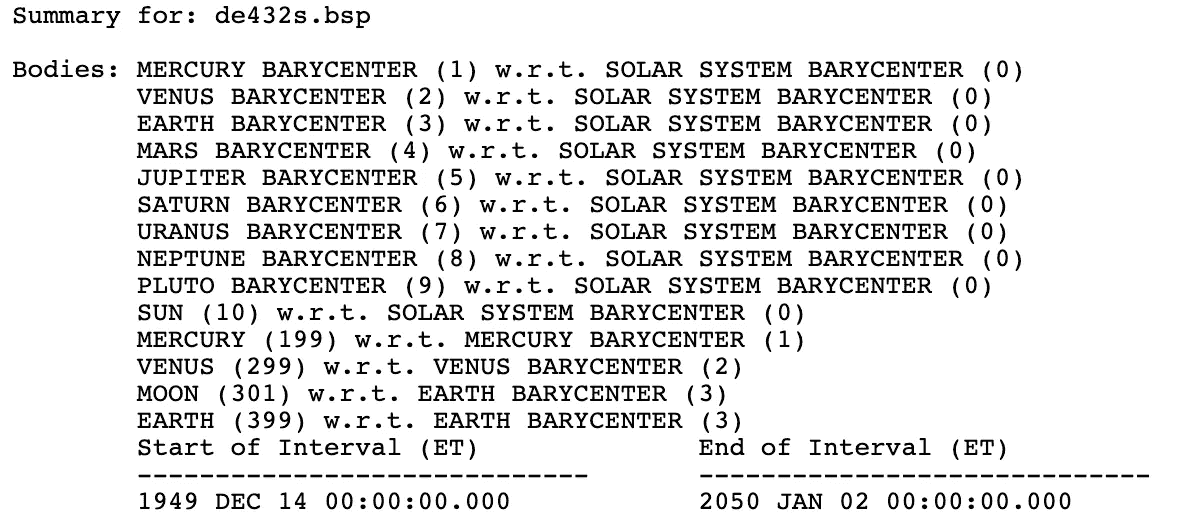 Summary for: de432s.bsp
Bodies: MERCURY BARYCENTER (1) w.r.t. SOLAR SYSTEM BARYCENTER (0)
VENUS BARYCENTER (2) w.r.t. SOLAR SYSTEM BARYCENTER (0)
EARTH BARYCENTER (3) w.r.t. SOLAR SYSTEM BARYCENTER (0)
MARS BARYCENTER (4) w.r.t. SOLAR SYSTEM BARYCENTER (0)
JUPITER BARYCENTER (5) w.r.t. SOLAR SYSTEM BARYCENTER (0)
SATURN BARYCENTER (6) w.r.t. SOLAR SYSTEM BARYCENTER (0)
URANUS BARYCENTER (7) w.r.t. SOLAR SYSTEM BARYCENTER (0)
NEPTUNE BARYCENTER (8) w.r.t. SOLAR SYSTEM BARYCENTER (0)
PLUTO BARYCENTER (9) w.r.t. SOLAR SYSTEM BARYCENTER (0)
SUN (10) w.r.t. SOLAR SYSTEM BARYCENTER (0)
MERCURY (199) w.r.t. MERCURY BARYCENTER (1)
VENUS (299) w.r.t. VENUS BARYCENTER (2)
MOON (301) w.r.t. EARTH BARYCENTER (3)
EARTH (399) w.r.t. EARTH BARYCENTER (3)
Start of Interval (ET)              End of Interval (ET)
-----------------------------       -----------------------------
1949 DEC 14 00:00:00.000            2050 JAN 02 00:00:00.000